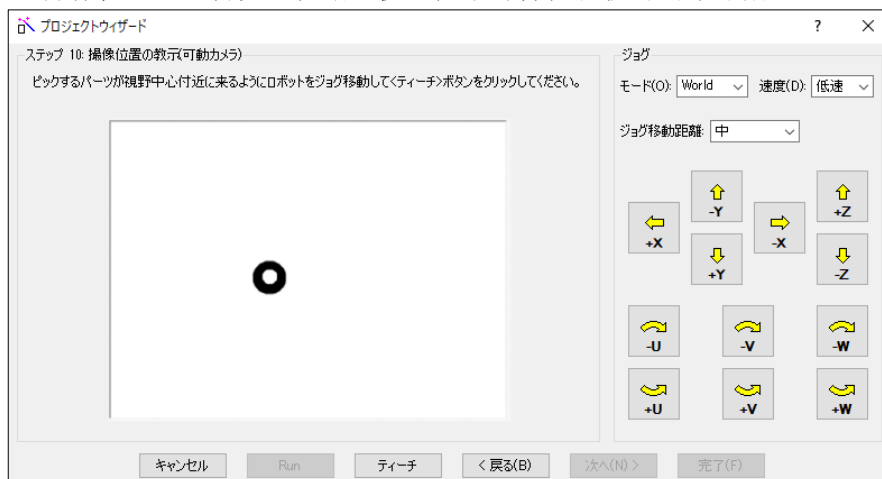 プロジェクトウィザード
ステップ 10: 撮像位置の教示(可動カメラ)
ピックするパーツが視野中心付近に来るようにロボットをジョグ移動して<ティーチ>ボタンをクリックしてください。
ジョグ
モード(O): World 速度(D): 低速
ジョグ移動距離: 中
-Y
+Z
+X
-X
+Y
-Z
-U -V -W
+U +V +W
キャンセル Run ティーチ < 戻る(B) 次へ(N) > 完了(F)